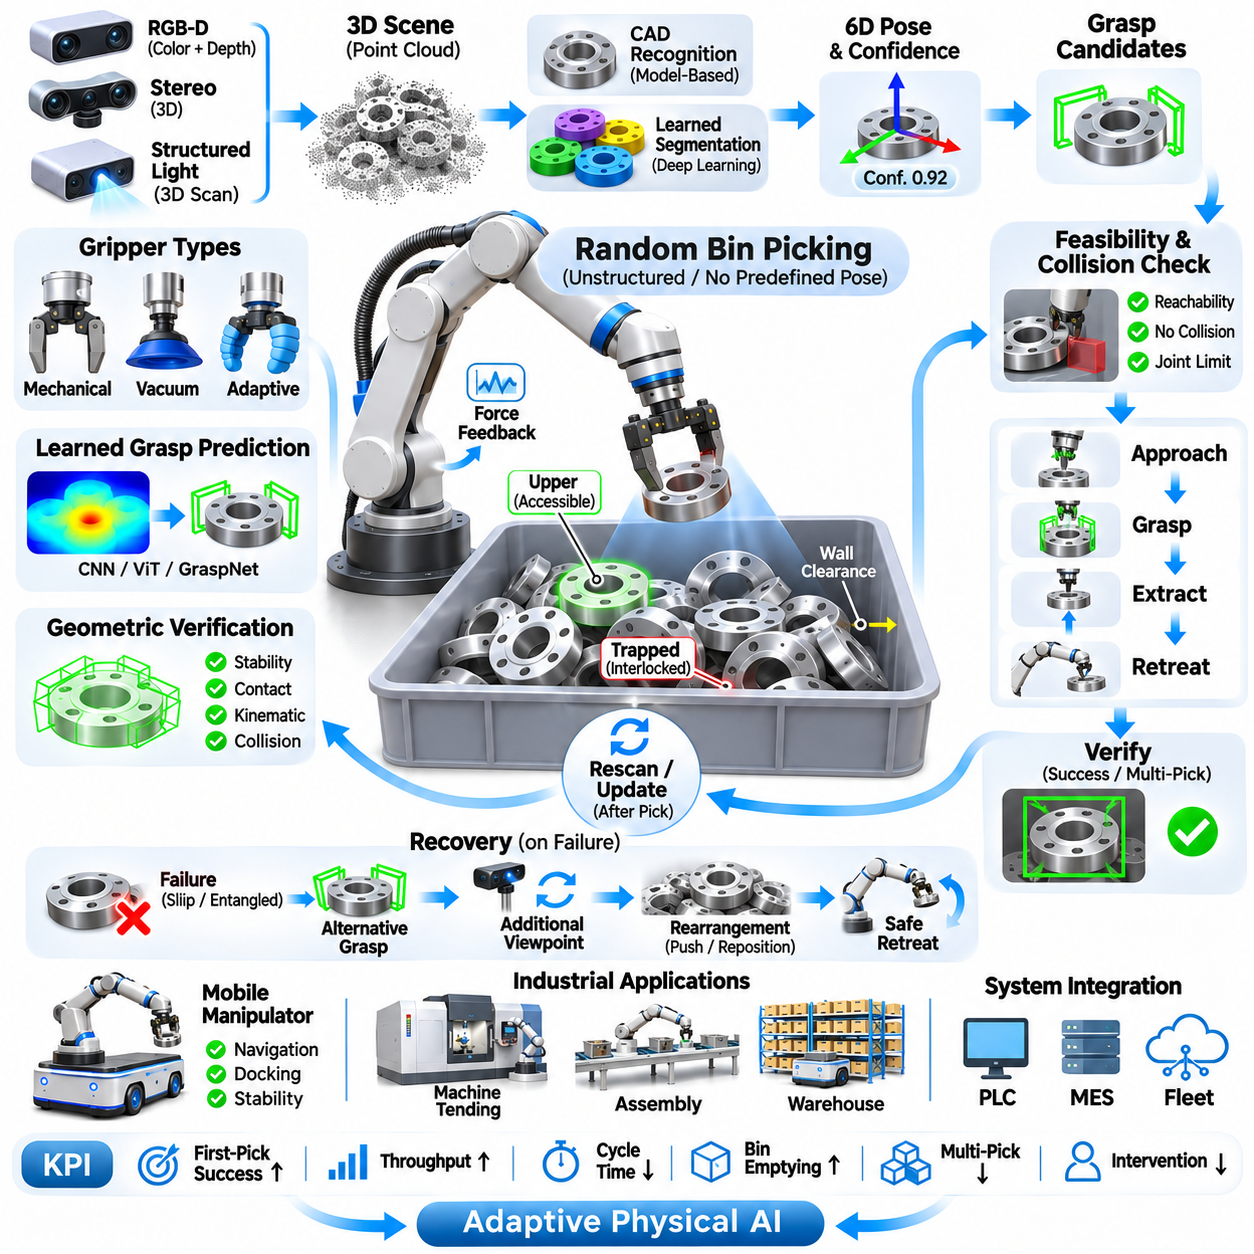 RGB-D
(Color + Depth)
Stereo
(3D)
Structured
Light
(3D Scan)
3D Scene
(Point Cloud)
CAD
Recognition
(Model-Based)
Learned
Segmentation
(Deep Learning)
6D Pose
& Confidence
Conf. 0.92
Grasp
Candidates
Gripper Types
Mechanical
Vacuum
Adaptive
Random Bin Picking
(Unstructured / No Predefined Pose)
Feasibility &
Collision Check
Reachability
No Collision
Joint Limit
Force
Feedback
Learned Grasp Prediction
CNN / ViT / GraspNet
Upper
(Accessible)
Wall
Clearance
Trapped
(Interlocked)
Approach
Grasp
Extract
Retreat
Geometric Verification
Stability
Contact
Kinematic
Collision
Rescan /
Update
(After Pick)
Verify
(Success / Multi-Pick)
Recovery (on Failure)
Failure
(Slip / Entangled)
Alternative
Grasp
Additional
Viewpoint
Rearrangement
(Push / Reposition)
Safe
Retreat
Mobile
Manipulator
Navigation
Docking
Stability
Industrial Applications
Machine
Tending
Assembly
Warehouse
System Integration
PLC
MES
Fleet
KPI
First-Pick
Success ↑
Throughput ↑
Cycle
Time ↓
Bin
Emptying ↑
Multi-Pick
↓
Intervention ↓
Adaptive Physical AI